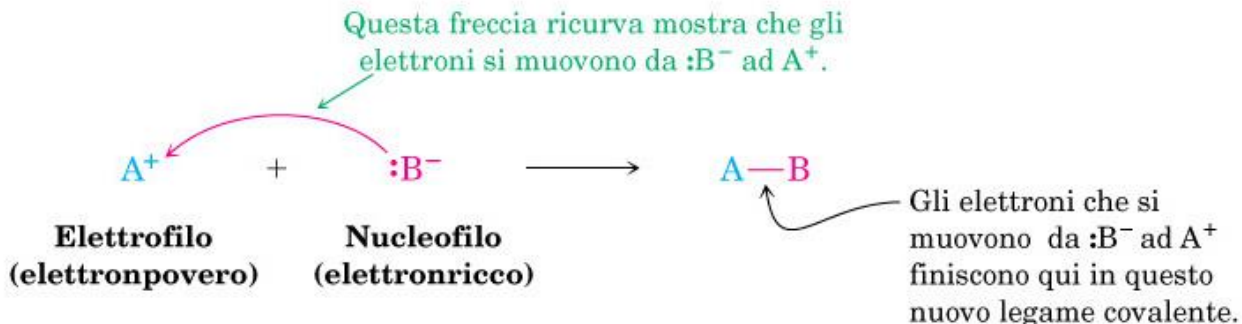 Questa freccia ricurva mostra che gli
elettroni si muovono da :B⁻ ad A⁺.
A⁺ + :B⁻ ⟶ A—B
Elettrofilo
(elettronpovero)
Nucleofilo
(elettronricco)
Gli elettroni che si
muovono da :B⁻ ad A⁺
finiscono qui in questo
nuovo legame covalente.